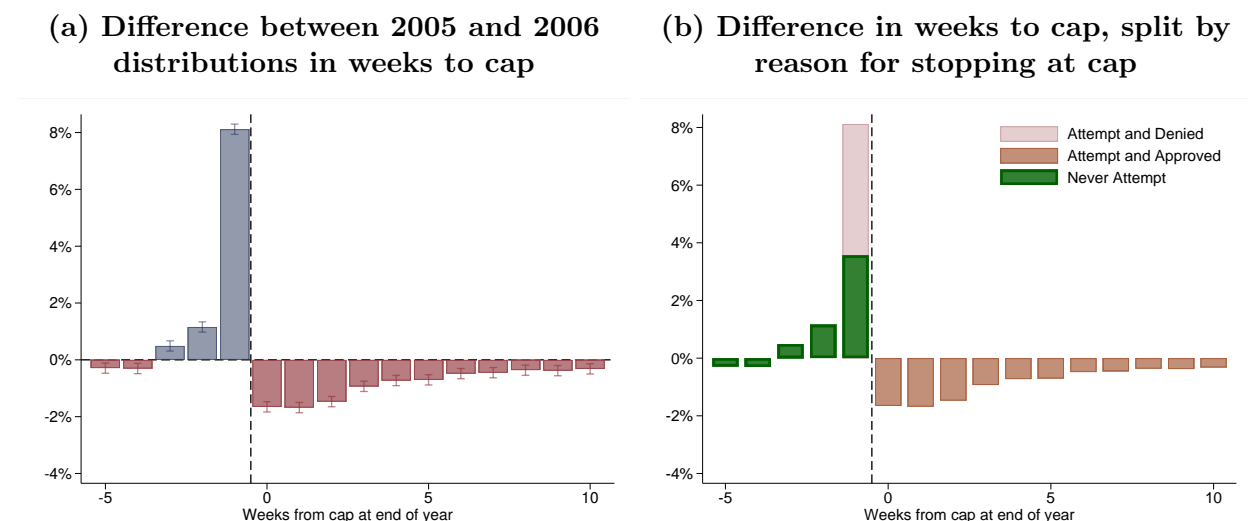 (a) Difference between 2005 and 2006
distributions in weeks to cap
8%
6%
4%
2%
0%
-2%
-4%
-5
0
5
10
Weeks from cap at end of year
(b) Difference in weeks to cap, split by
reason for stopping at cap
8%
6%
4%
2%
0%
-2%
-4%
Attempt and Denied
Attempt and Approved
Never Attempt
-5
0
5
10
Weeks from cap at end of year